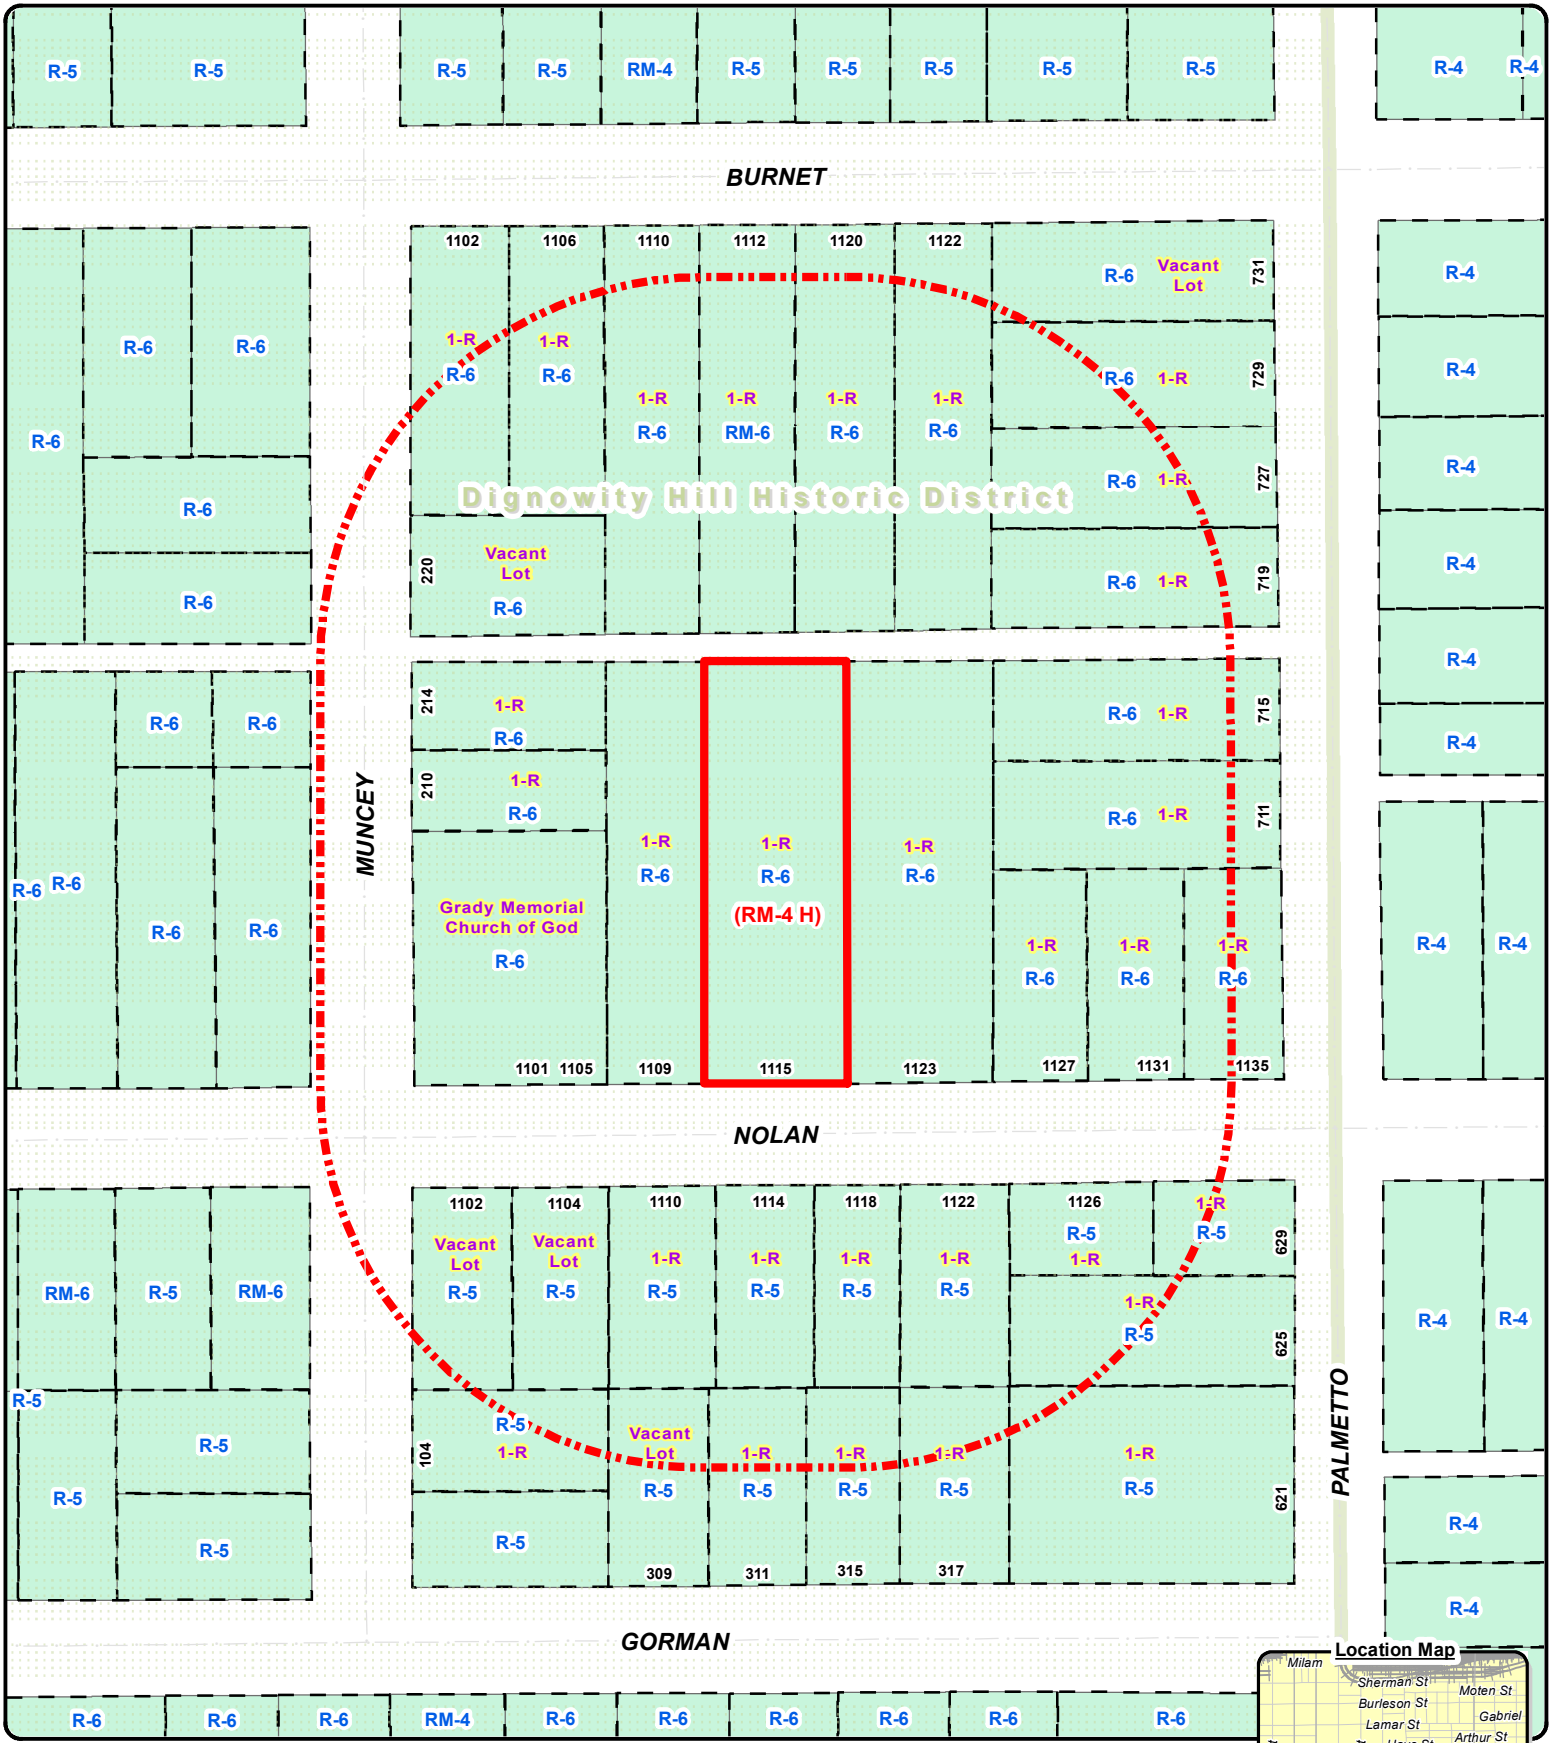 R-5
R-5
R-5
R-5
RM-4
R-5
R-5
R-5
R-5
R-5
R-4
R-4
BURNET
1102
1106
1110
1112
1120
1122
R-6
Vacant
Lot
731
R-4
R-6
R-6
R-6
1-R
R-6
1-R
R-6
1-R
R-6
1-R
RM-6
1-R
R-6
1-R
R-6
R-6
1-R
729
R-4
R-6
1-R
727
R-4
Dignowity Hill Historic District
R-6
R-6
220
Vacant
Lot
R-6
R-6
1-R
719
R-4
R-4
R-4
R-6
R-6
214
1-R
R-6
R-6
1-R
715
210
1-R
R-6
R-6
1-R
711
MUNCEY
R-6
R-6
R-6
R-6
Grady Memorial
Church of God
R-6
1101
1105
1-R
R-6
1109
1-R
R-6
(RM-4 H)
1115
1-R
R-6
1123
1-R
R-6
1127
1-R
R-6
1131
1-R
R-6
1135
R-4
R-4
NOLAN
RM-6
R-5
RM-6
1102
Vacant
Lot
R-5
1104
Vacant
Lot
R-5
1110
1-R
R-5
1114
1-R
R-5
1118
1-R
R-5
1122
1-R
R-5
1126
R-5
1-R
1-R
R-5
629
1-R
R-5
625
R-4
R-4
R-5
R-5
R-5
R-5
104
R-5
1-R
R-5
Vacant
Lot
R-5
309
1-R
R-5
311
1-R
R-5
315
1-R
R-5
317
1-R
R-5
621
PALMETTO
R-4
R-4
GORMAN
R-6
R-6
R-6
RM-4
R-6
R-6
R-6
R-6
R-6
R-6
Location Map
Milam
Sherman St
Moten St
Burleson St
Gabriel
Lamar St
Arthur St